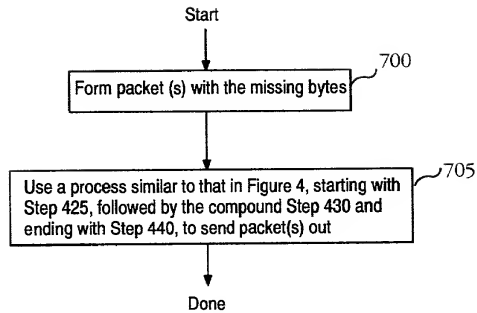 Start
700
Form packet (s) with the missing bytes
705
Use a process similar to that in Figure 4, starting with
Step 425, followed by the compound Step 430 and
ending with Step 440, to send packet(s) out
Done